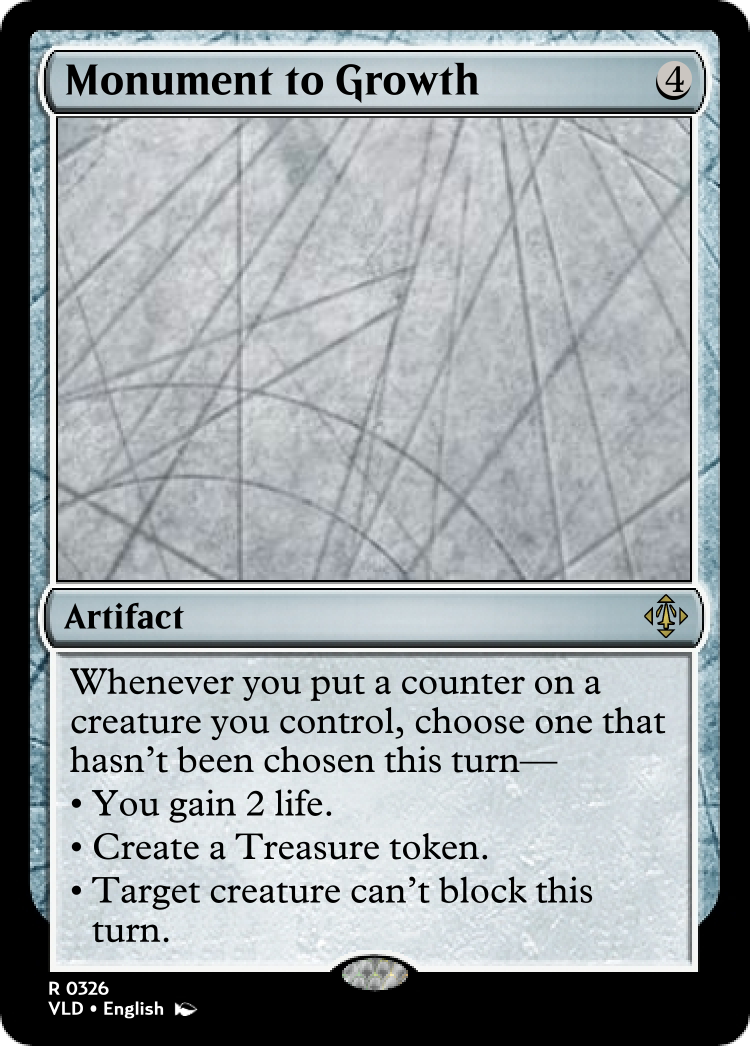 Monument to Growth 4
Artifact
Whenever you put a counter on a
creature you control, choose one that
hasn't been chosen this turn—
• You gain 2 life.
• Create a Treasure token.
• Target creature can't block this
turn.
R 0326
VLD • English